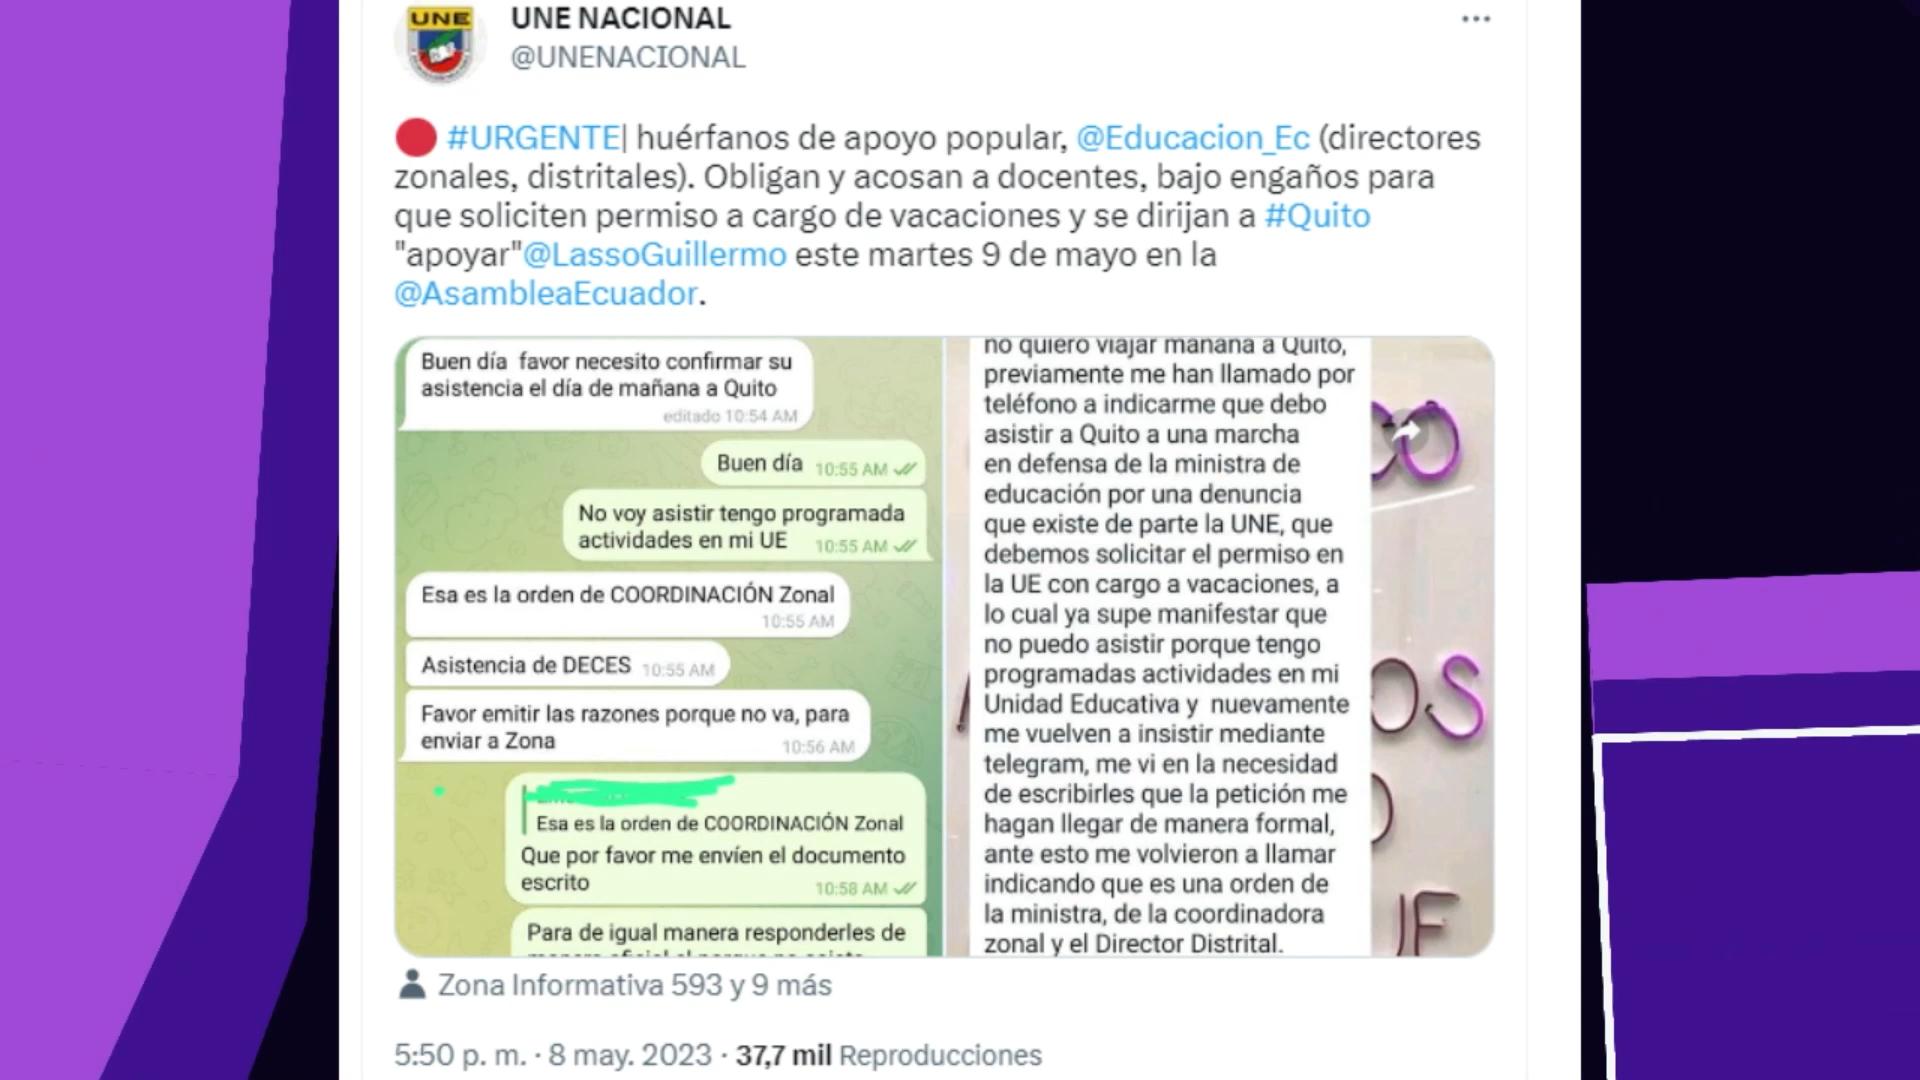 UNE
UNE NACIONAL
@UNENACIONAL
#URGENTE| huérfanos de apoyo popular, @Educacion_Ec (directores
zonales, distritales). Obligan y acosan a docentes, bajo engaños para
que soliciten permiso a cargo de vacaciones y se dirijan a #Quito
"apoyar"@LassoGuillermo este martes 9 de mayo en la
@AsambleaEcuador.
Buen día favor necesito confirmar su
asistencia el día de mañana a Quito
editado 10:54 AM
Buen día 10:55 AM
No voy asistir tengo programada
actividades en mi UE 10:55 AM
Esa es la orden de COORDINACIÓN Zonal
10:55 AM
Asistencia de DECES 10:55 AM
Favor emitir las razones porque no va, para
enviar a Zona 10:56 AM
Esa es la orden de COORDINACIÓN Zonal
Que por favor me envíen el documento
escrito 10:58 AM
Para de igual manera responderles de
no quiero viajar mañana a Quito,
previamente me han llamado por
teléfono a indicarme que debo
asistir a Quito a una marcha
en defensa de la ministra de
educación por una denuncia
que existe de parte la UNE, que
debemos solicitar el permiso en
la UE con cargo a vacaciones, a
lo cual ya supe manifestar que
no puedo asistir porque tengo
programadas actividades en mi
Unidad Educativa y nuevamente
me vuelven a insistir mediante
telegram, me vi en la necesidad
de escribirles que la petición me
hagan llegar de manera formal,
ante esto me volvieron a llamar
indicando que es una orden de
la ministra, de la coordinadora
zonal y el Director Distrital.
Zona Informativa 593 y 9 más
5:50 p. m. · 8 may. 2023 · 37,7 mil Reproducciones